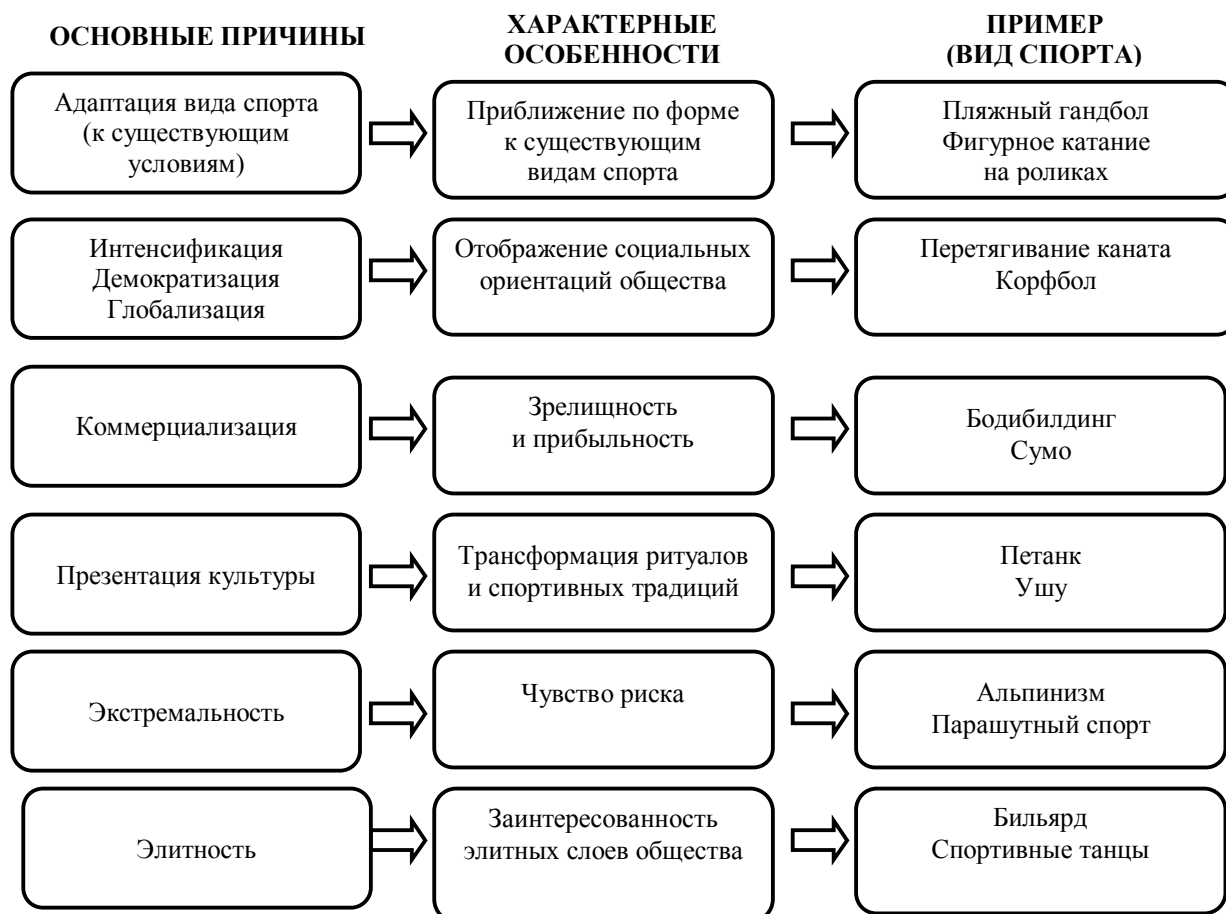 ОСНОВНЫЕ ПРИЧИНЫ
ХАРАКТЕРНЫЕ
ОСОБЕННОСТИ
ПРИМЕР
(ВИД СПОРТА)
Адаптация вида спорта
(к существующим
условиям)
Приближение по форме
к существующим
видам спорта
Пляжный гандбол
Фигурное катание
на роликах
Интенсификация
Демократизация
Глобализация
Отображение социальных
ориентаций общества
Перетягивание каната
Корфбол
Коммерциализация
Зрелищность
и прибыльность
Бодибилдинг
Сумо
Презентация культуры
Трансформация ритуалов
и спортивных традиций
Петанк
Ушу
Экстремальность
Чувство риска
Альпинизм
Парашутный спорт
Элитность
Заинтересованность
элитных слоев общества
Бильярд
Спортивные танцы